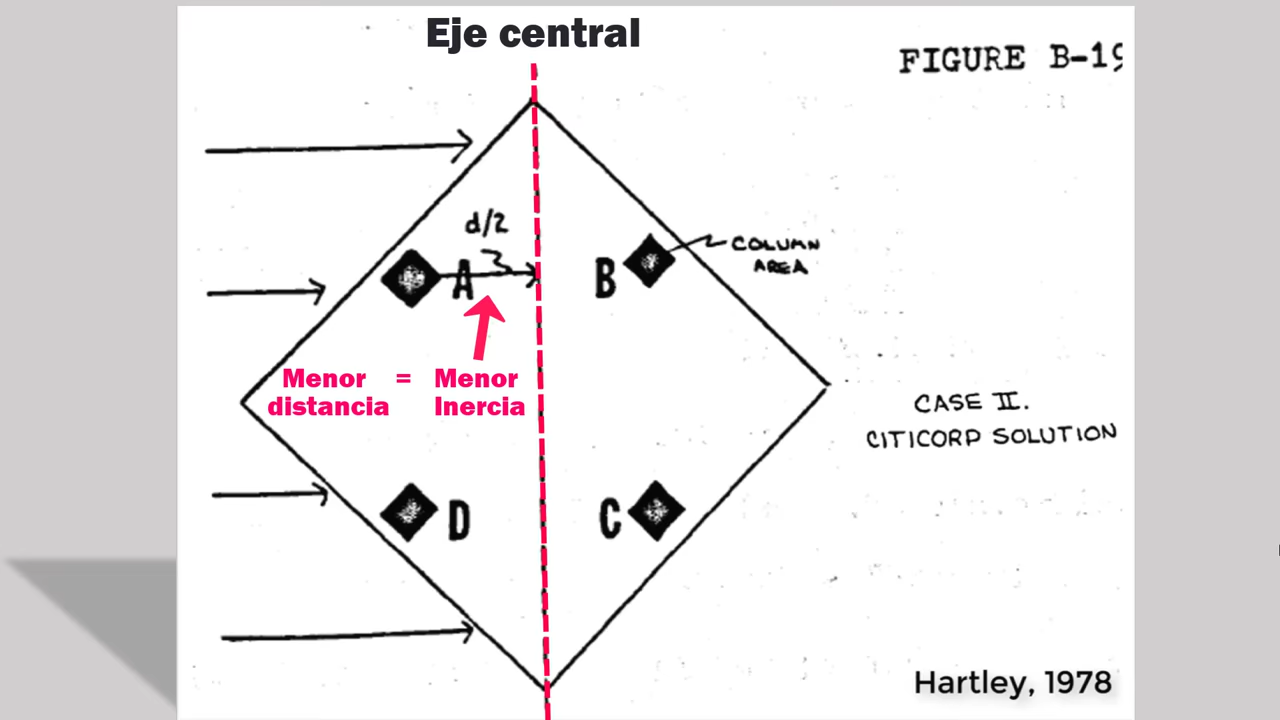 Eje central
FIGURE B-19
d/2
A
B
COLUMN
AREA
Menor = Menor
distancia Inercia
CASE II.
CITICORP SOLUTION
D
C
Hartley, 1978